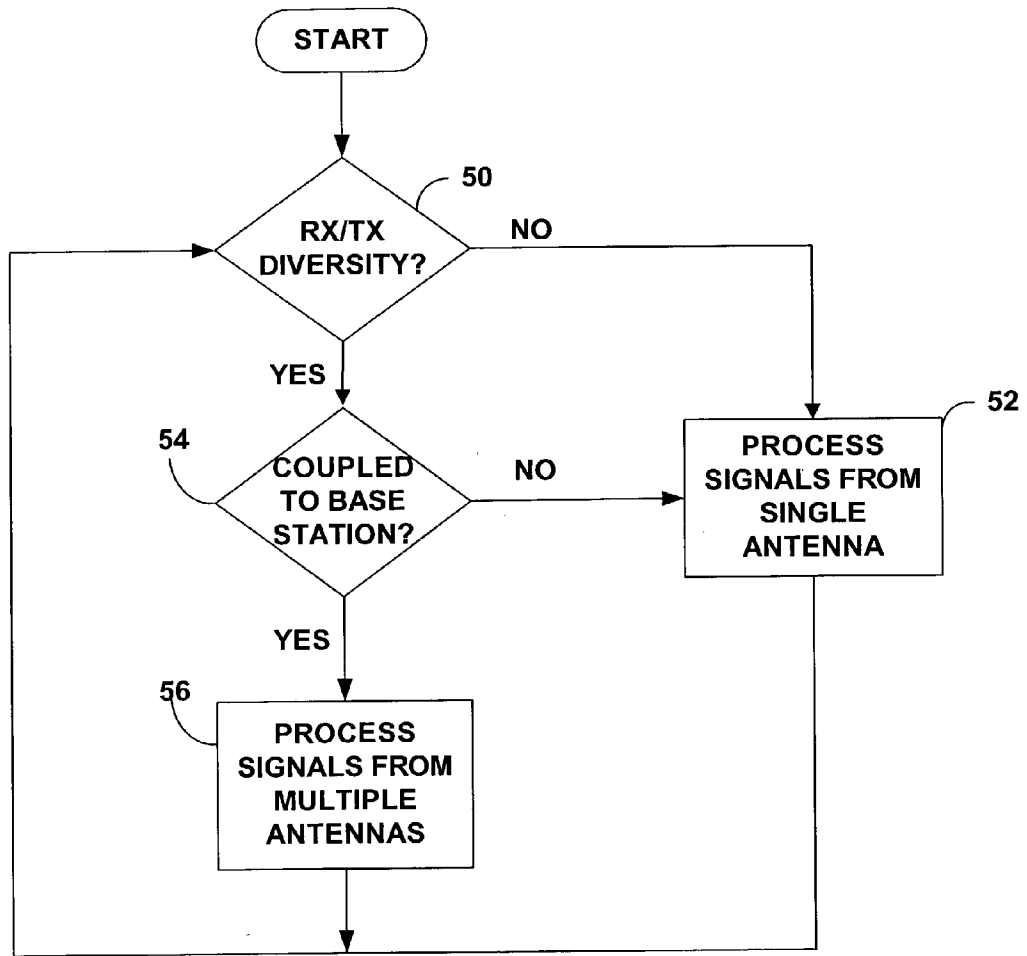 START
50
RX/TX
DIVERSITY?
NO
YES
52
54
COUPLED
TO BASE
STATION?
NO
PROCESS
SIGNALS FROM
SINGLE
ANTENNA
YES
56
PROCESS
SIGNALS FROM
MULTIPLE
ANTENNAS